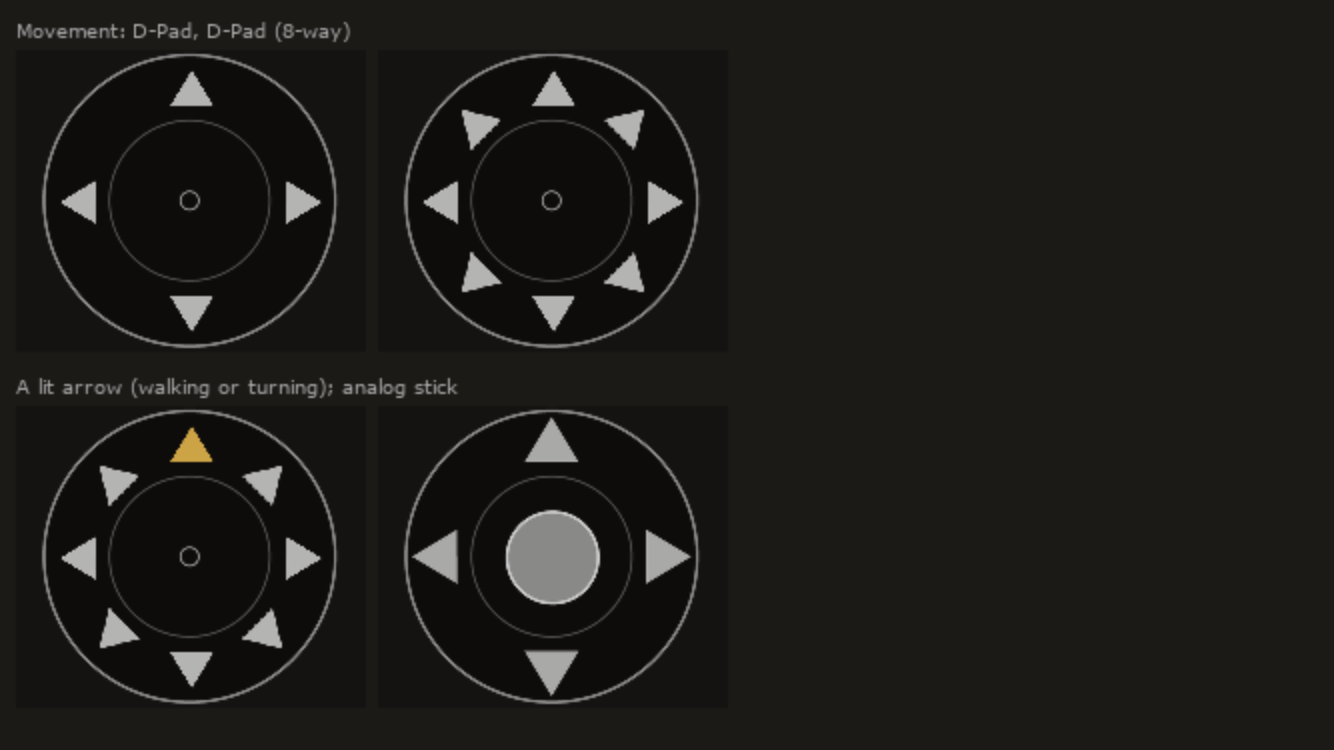 Movement: D-Pad, D-Pad (8-way)
A lit arrow (walking or turning); analog stick